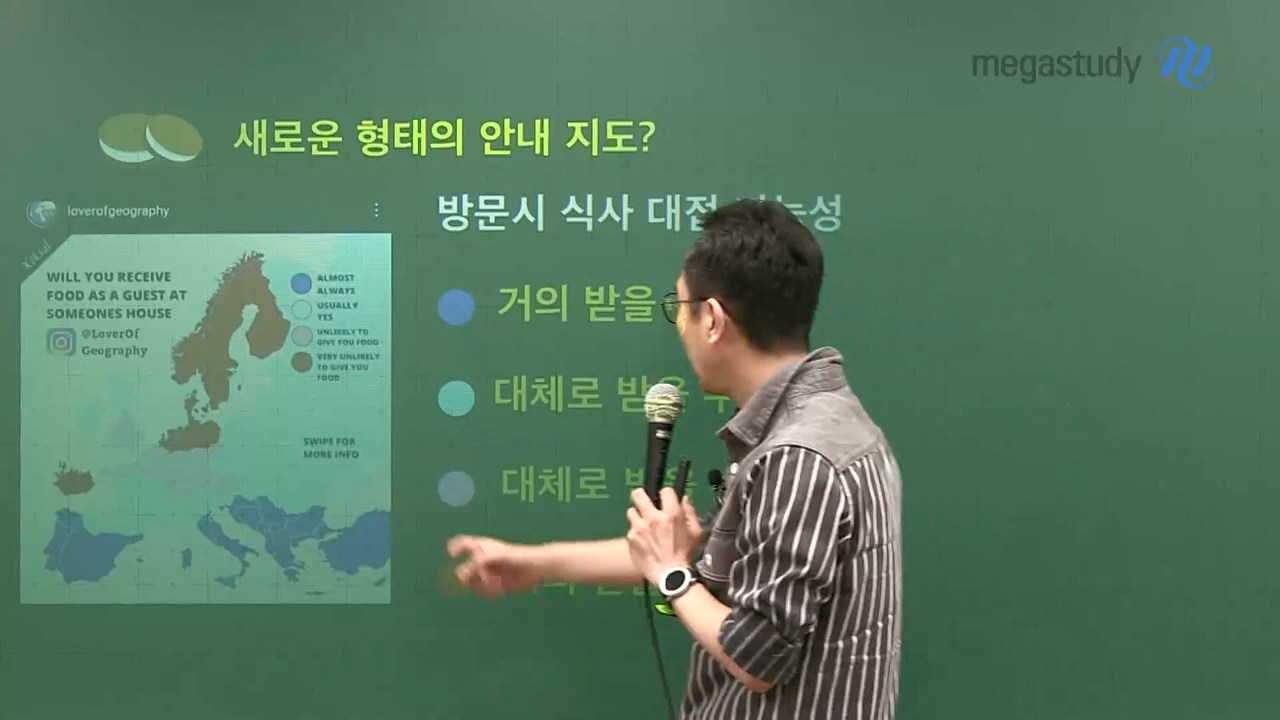 megastudy
새로운 형태의 안내 지도?
loverofgeography
방문시 식사 대접
WILL YOU RECEIVE
FOOD AS A GUEST AT
SOMEONES HOUSE
@LoverOf
Geography
ALMOST
ALWAYS
USUALLY
YES
UNLIKELY TO
GIVE YOU FOOD
VERY UNLIKELY
TO GIVE YOU
FOOD
SWIPE FOR
MORE INFO
거의 받을
대체로 받을
대체로